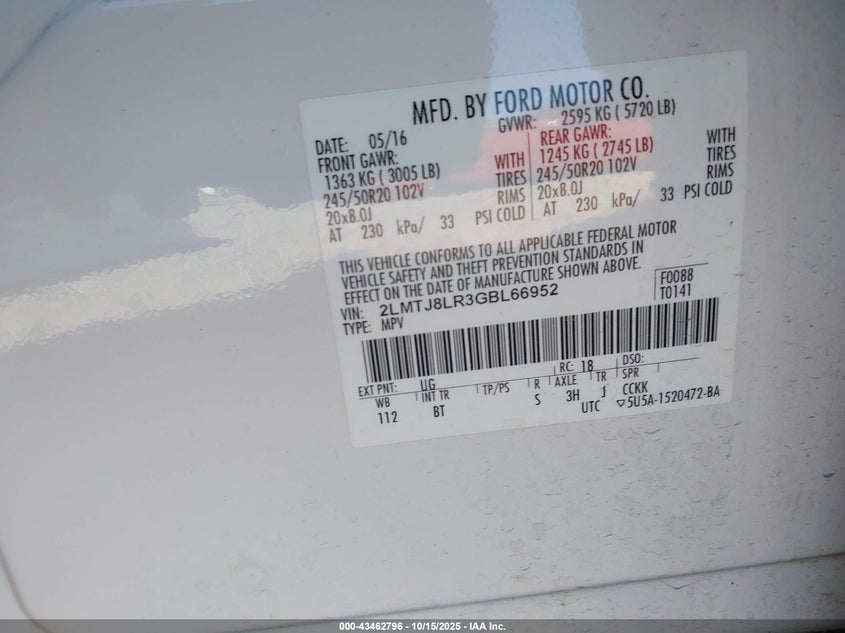 MFD. BY FORD MOTOR CO.
DATE: 05/16 GVWR: 2595 KG ( 5720 LB)
FRONT GAWR: REAR GAWR:
1363 KG ( 3005 LB) WITH 1245 KG ( 2745 LB) WITH
245/50R20 102V TIRES 245/50R20 102V TIRES
20x8.0J RIMS 20x8.0J RIMS
AT 230 kPa/ 33 PSI COLD AT 230 kPa/ 33 PSI COLD
THIS VEHICLE CONFORMS TO ALL APPLICABLE FEDERAL MOTOR
VEHICLE SAFETY AND THEFT PREVENTION STANDARDS IN
EFFECT ON THE DATE OF MANUFACTURE SHOWN ABOVE.
VIN: 2LMTJ8LR3GBL66952 F0088
TYPE: MPV T0141
RC: 18 DSO:
EXT PNT: UG
WB INT TR TP/PS R AXLE TR SPR
112 BT S 3H 1 CCKK
UTC ▽5U5A-1520472-BA
000-43462796 - 10/15/2025 - IAA Inc.